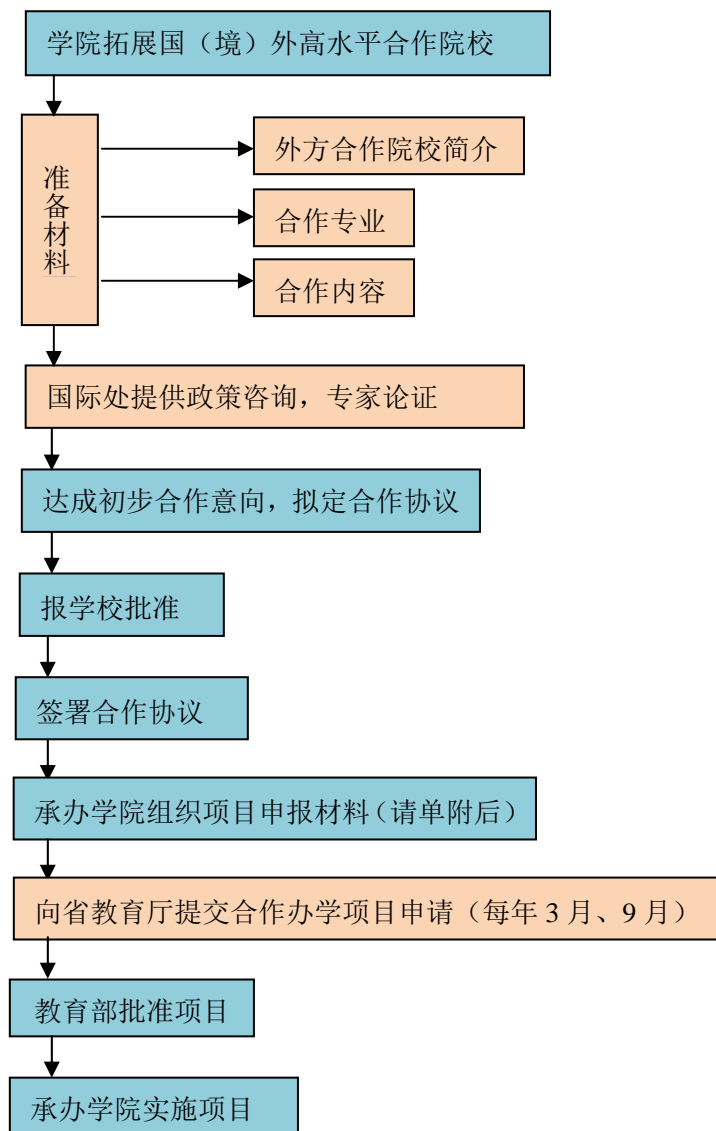 学院拓展国（境）外高水平合作院校
准备材料
外方合作院校简介
合作专业
合作内容
国际处提供政策咨询，专家论证
达成初步合作意向，拟定合作协议
报学校批准
签署合作协议
承办学院组织项目申报材料（请单附后）
向省教育厅提交合作办学项目申请（每年 3 月、9 月）
教育部批准项目
承办学院实施项目